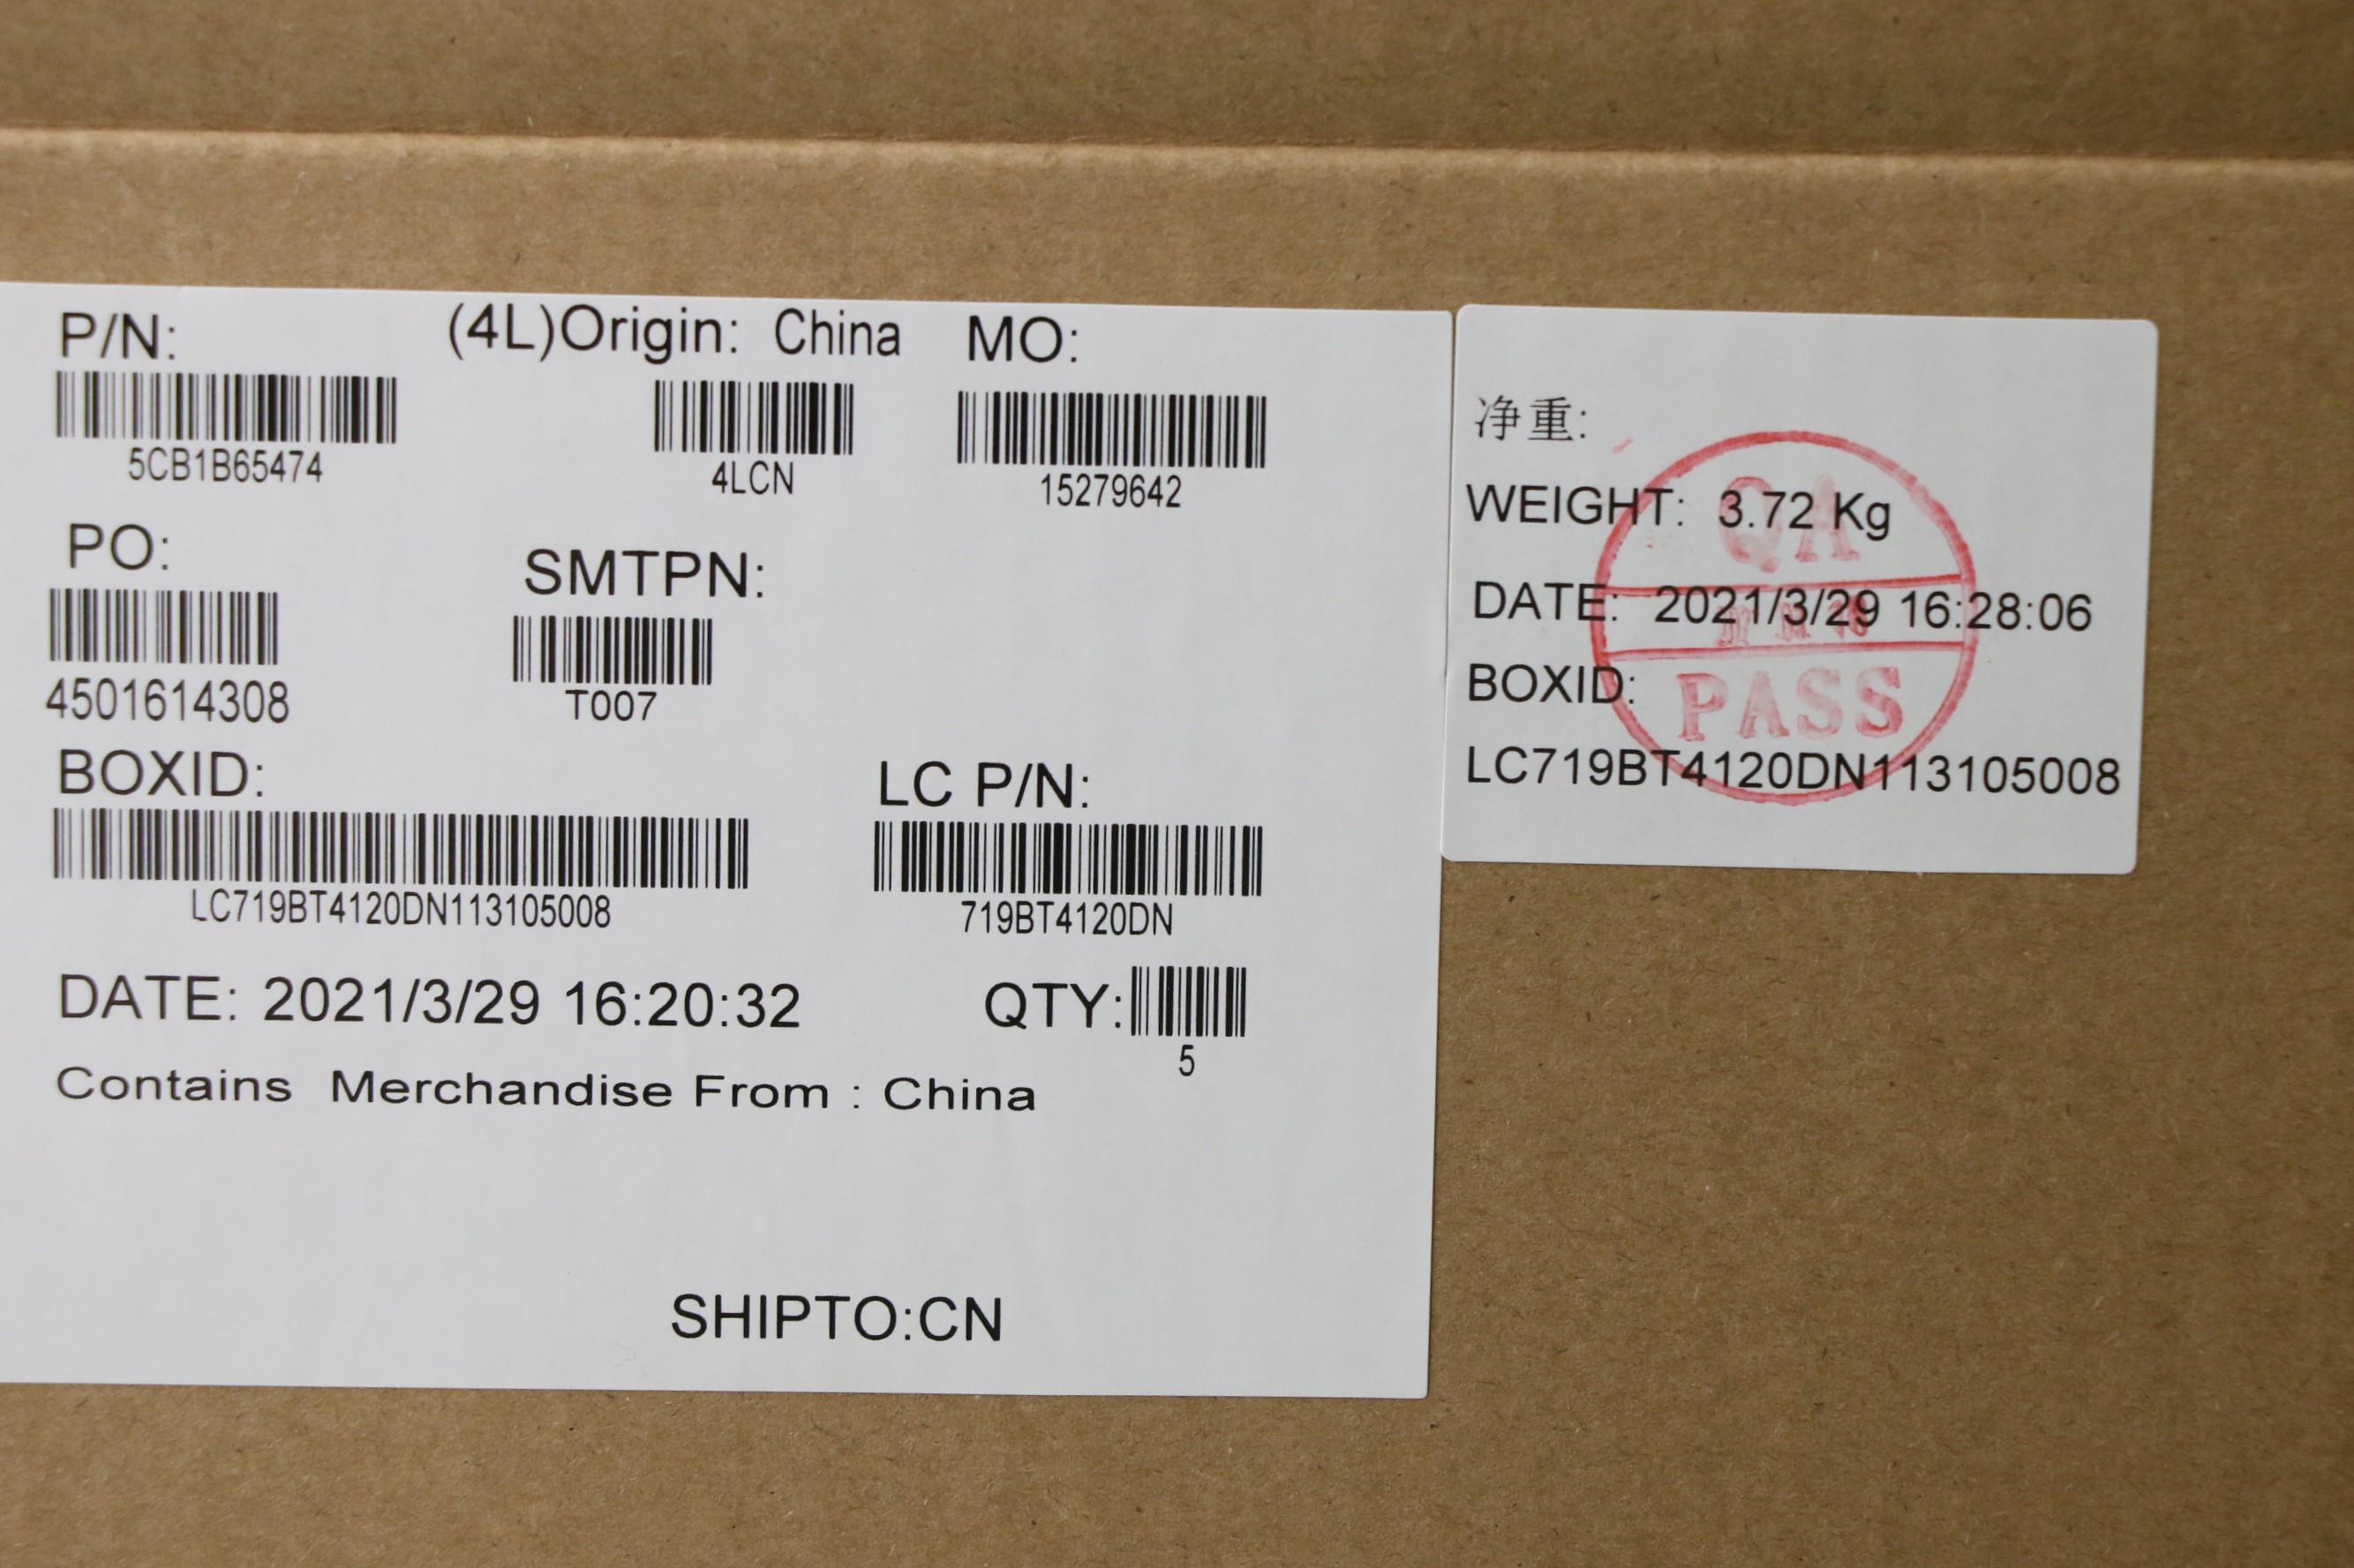 P/N:
(4L)Origin: China
MO:
5CB1B65474
4LCN
15279642
PO:
SMTPN:
4501614308
T007
BOXID:
LC P/N:
LC719BT4120DN113105008
719BT4120DN
DATE: 2021/3/29 16:20:32
QTY:
5
Contains Merchandise From : China
SHIPTO:CN
净重:
WEIGHT: 3.72 Kg
DATE: 2021/3/29 16:28:06
BOXID:
LC719BT4120DN113105008
QA
PASS